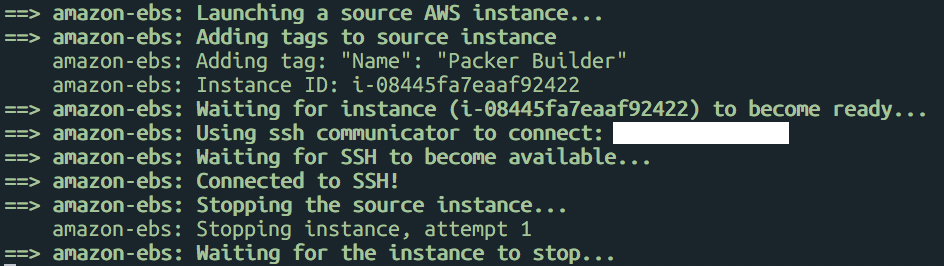 ==> amazon-ebs: Launching a source AWS instance...
==> amazon-ebs: Adding tags to source instance
    amazon-ebs: Adding tag: "Name": "Packer Builder"
    amazon-ebs: Instance ID: i-08445fa7eaaf92422
==> amazon-ebs: Waiting for instance (i-08445fa7eaaf92422) to become ready...
==> amazon-ebs: Using ssh communicator to connect:
==> amazon-ebs: Waiting for SSH to become available...
==> amazon-ebs: Connected to SSH!
==> amazon-ebs: Stopping the source instance...
    amazon-ebs: Stopping instance, attempt 1
==> amazon-ebs: Waiting for the instance to stop...